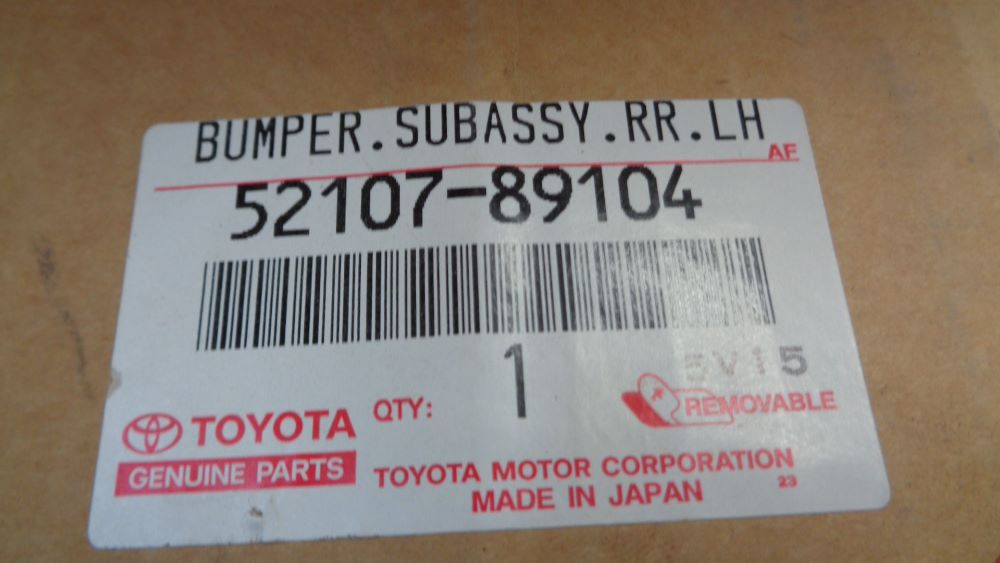 BUMPER.SUBASSY.RR.LH
AF
52107-89104
1
5
QTY:
REMOVABLE
TOYOTA
GENUINE PARTS
TOYOTA MOTOR CORPORATION
23
MADE IN JAPAN